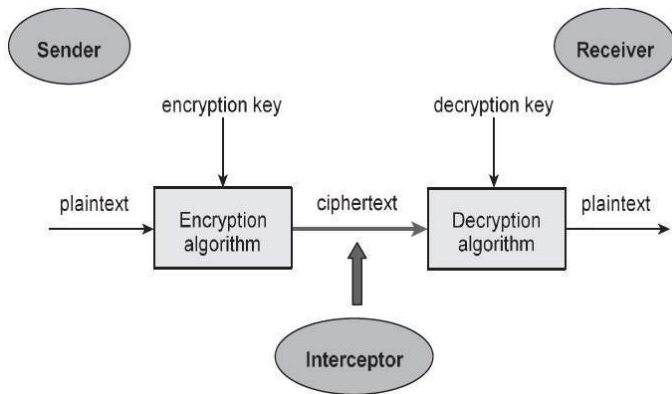 Sender
Receiver
encryption key
decryption key
plaintext
Encryption
algorithm
ciphertext
Decryption
algorithm
plaintext
Interceptor